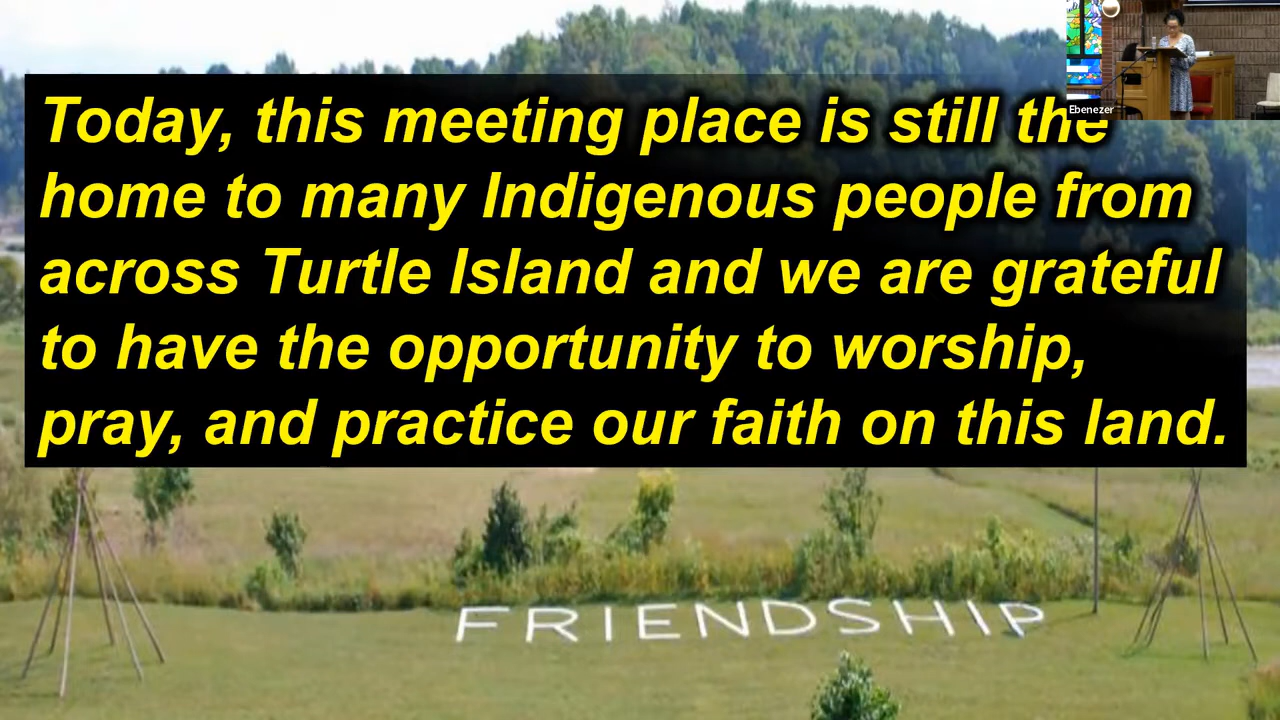 Today, this meeting place is still the
home to many Indigenous people from
across Turtle Island and we are grateful
to have the opportunity to worship,
pray, and practice our faith on this land.
Ebenezer
FRIENDSHIP